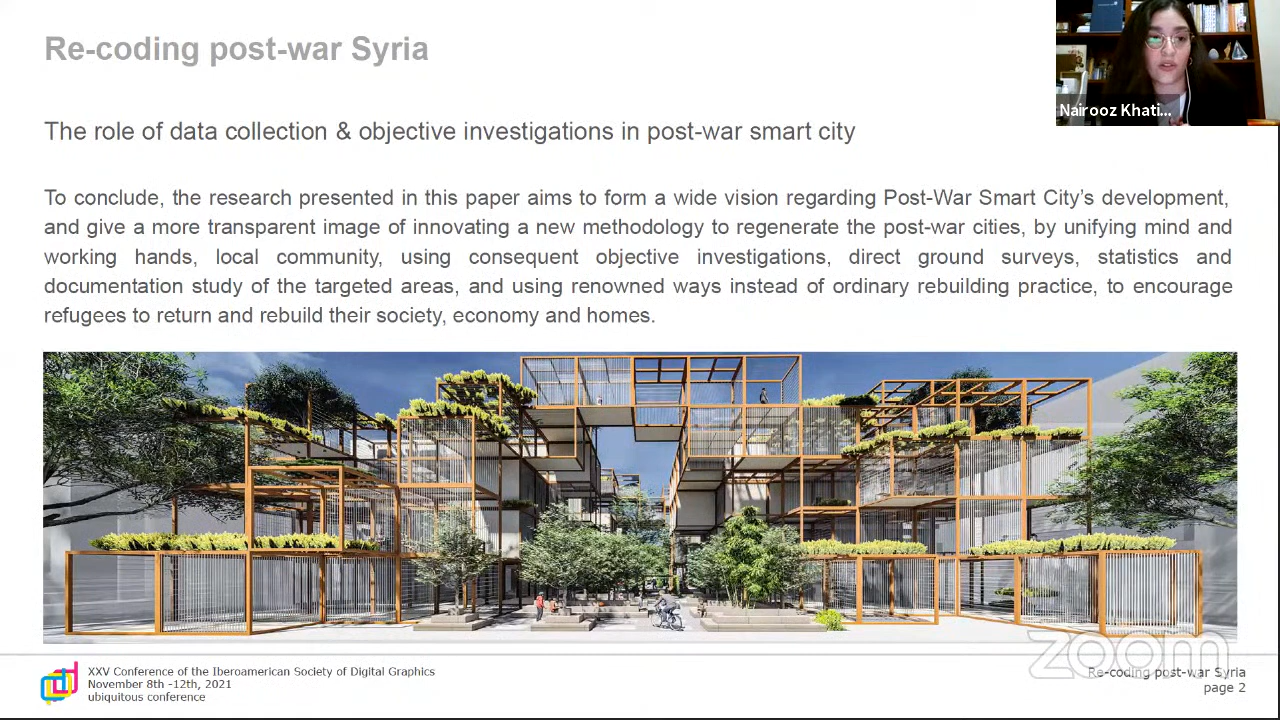 Re-coding post-war Syria
Nairooz Khati...
The role of data collection & objective investigations in post-war smart city
To conclude, the research presented in this paper aims to form a wide vision regarding Post-War Smart City's development,
and give a more transparent image of innovating a new methodology to regenerate the post-war cities, by unifying mind and
working hands, local community, using consequent objective investigations, direct ground surveys, statistics and
documentation study of the targeted areas, and using renowned ways instead of ordinary rebuilding practice, to encourage
refugees to return and rebuild their society, economy and homes.
zoom
XXV Conference of the Iberoamerican Society of Digital Graphics
November 8th -12th, 2021
ubiquitous conference
Re-coding post-war Syria
page 2